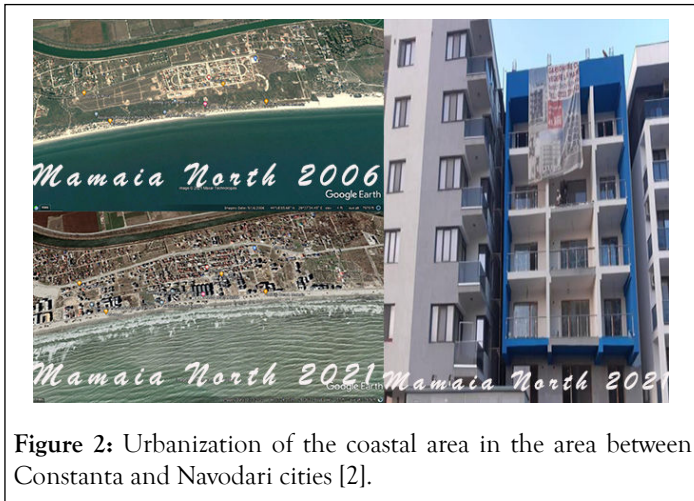 Mamaia North 2006
Google Earth
Mamaia North 2021
Google Earth
Mamaia North 2021
Figure 2: Urbanization of the coastal area in the area between
Constanta and Navodari cities [2].